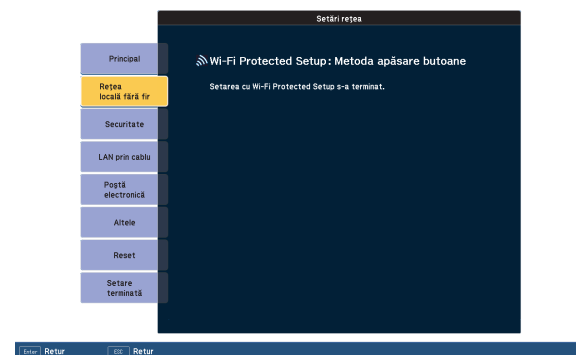 Setări rețea
Principal
Rețea
locală fără fir
Securitate
LAN prin cablu
Poștă
electronică
Altele
Reset
Setare
terminată
Wi-Fi Protected Setup: Metoda apăsare butoane
Setarea cu Wi-Fi Protected Setup s-a terminat.
Enter Retur ESC Retur